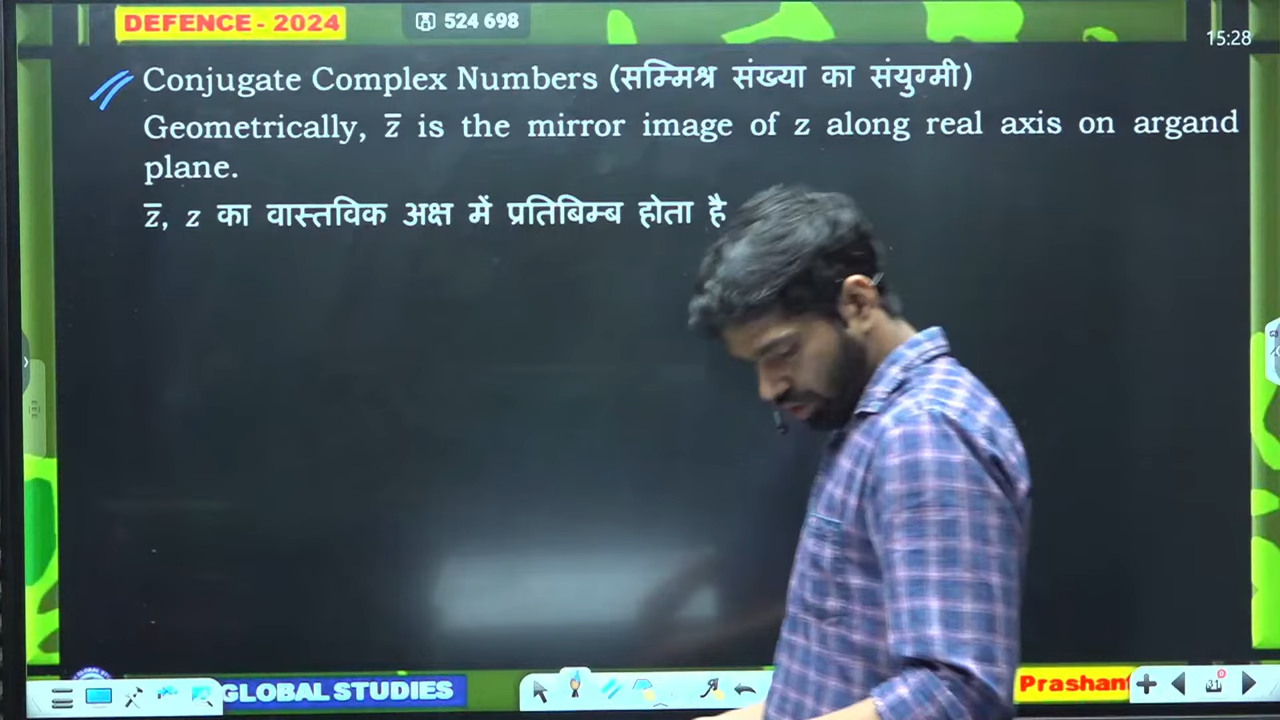 DEFENCE - 2024
524 698
15:28
Conjugate Complex Numbers (सम्मिश्र संख्या का संयुग्मी)
Geometrically, z̅ is the mirror image of z along real axis on argand
plane.
z̅, z का वास्तविक अक्ष में प्रतिबिम्ब होता है
GLOBAL STUDIES
Prashant